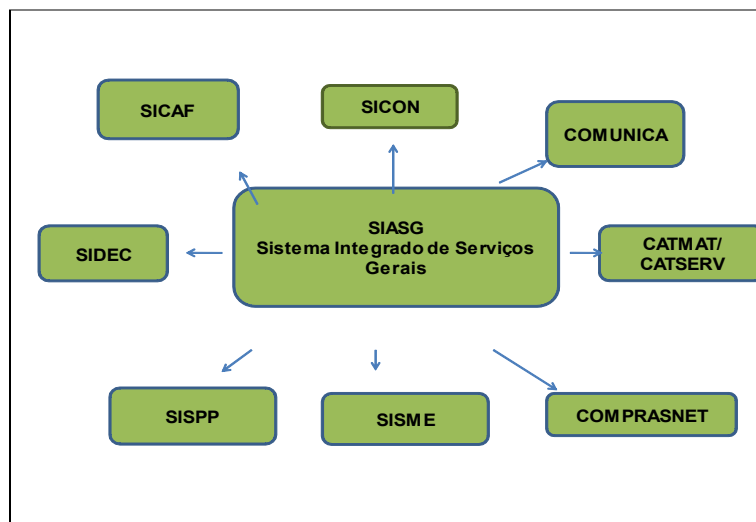 SICAF
SICON
COMUNICA
SIASG
Sistema Integrado de Serviços
Gerais
SIDEC
CATMAT/
CATSERV
SISPP
SISME
COMPRASNET